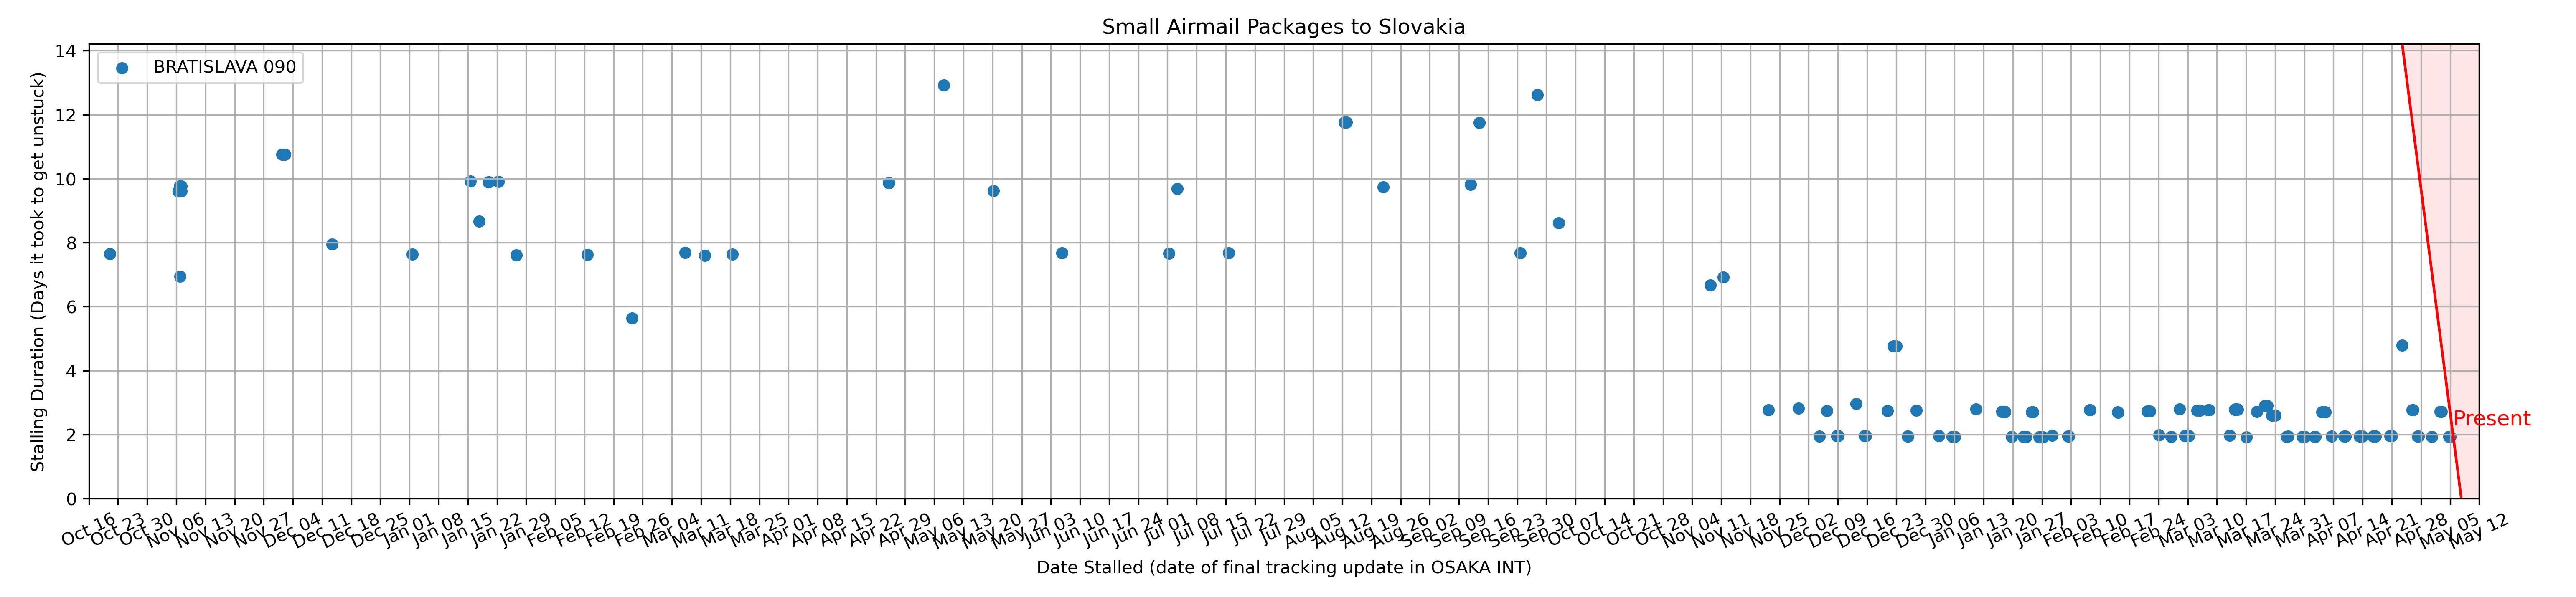 Small Airmail Packages to Slovakia
BRATISLAVA 090
Stalling Duration (Days it took to get unstuck)
14
12
10
8
6
4
2
0
Present
Oct 16
Oct 23
Oct 30
Nov 06
Nov 13
Nov 20
Nov 27
Dec 04
Dec 11
Dec 18
Dec 25
Jan 01
Jan 08
Jan 15
Jan 22
Jan 29
Feb 05
Feb 12
Feb 19
Feb 26
Mar 04
Mar 11
Mar 18
Mar 25
Apr 01
Apr 08
Apr 15
Apr 22
Apr 29
May 06
May 13
May 20
May 27
Jun 03
Jun 10
Jun 17
Jun 24
Jul 01
Jul 08
Jul 15
Jul 22
Jul 29
Aug 05
Aug 12
Aug 19
Aug 26
Sep 02
Sep 09
Sep 16
Sep 23
Sep 30
Oct 07
Oct 14
Oct 21
Oct 28
Nov 04
Nov 11
Nov 18
Nov 25
Dec 02
Dec 09
Dec 16
Dec 23
Dec 30
Jan 06
Jan 13
Jan 20
Jan 27
Feb 03
Feb 10
Feb 17
Feb 24
Mar 03
Mar 10
Mar 17
Mar 24
Mar 31
Apr 07
Apr 14
Apr 21
Apr 28
May 05
May 12
Date Stalled (date of final tracking update in OSAKA INT)